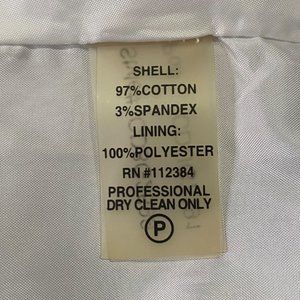 SHELL:
97%COTTON
3%SPANDEX
LINING:
100%POLYESTER
RN #112384
PROFESSIONAL
DRY CLEAN ONLY
P